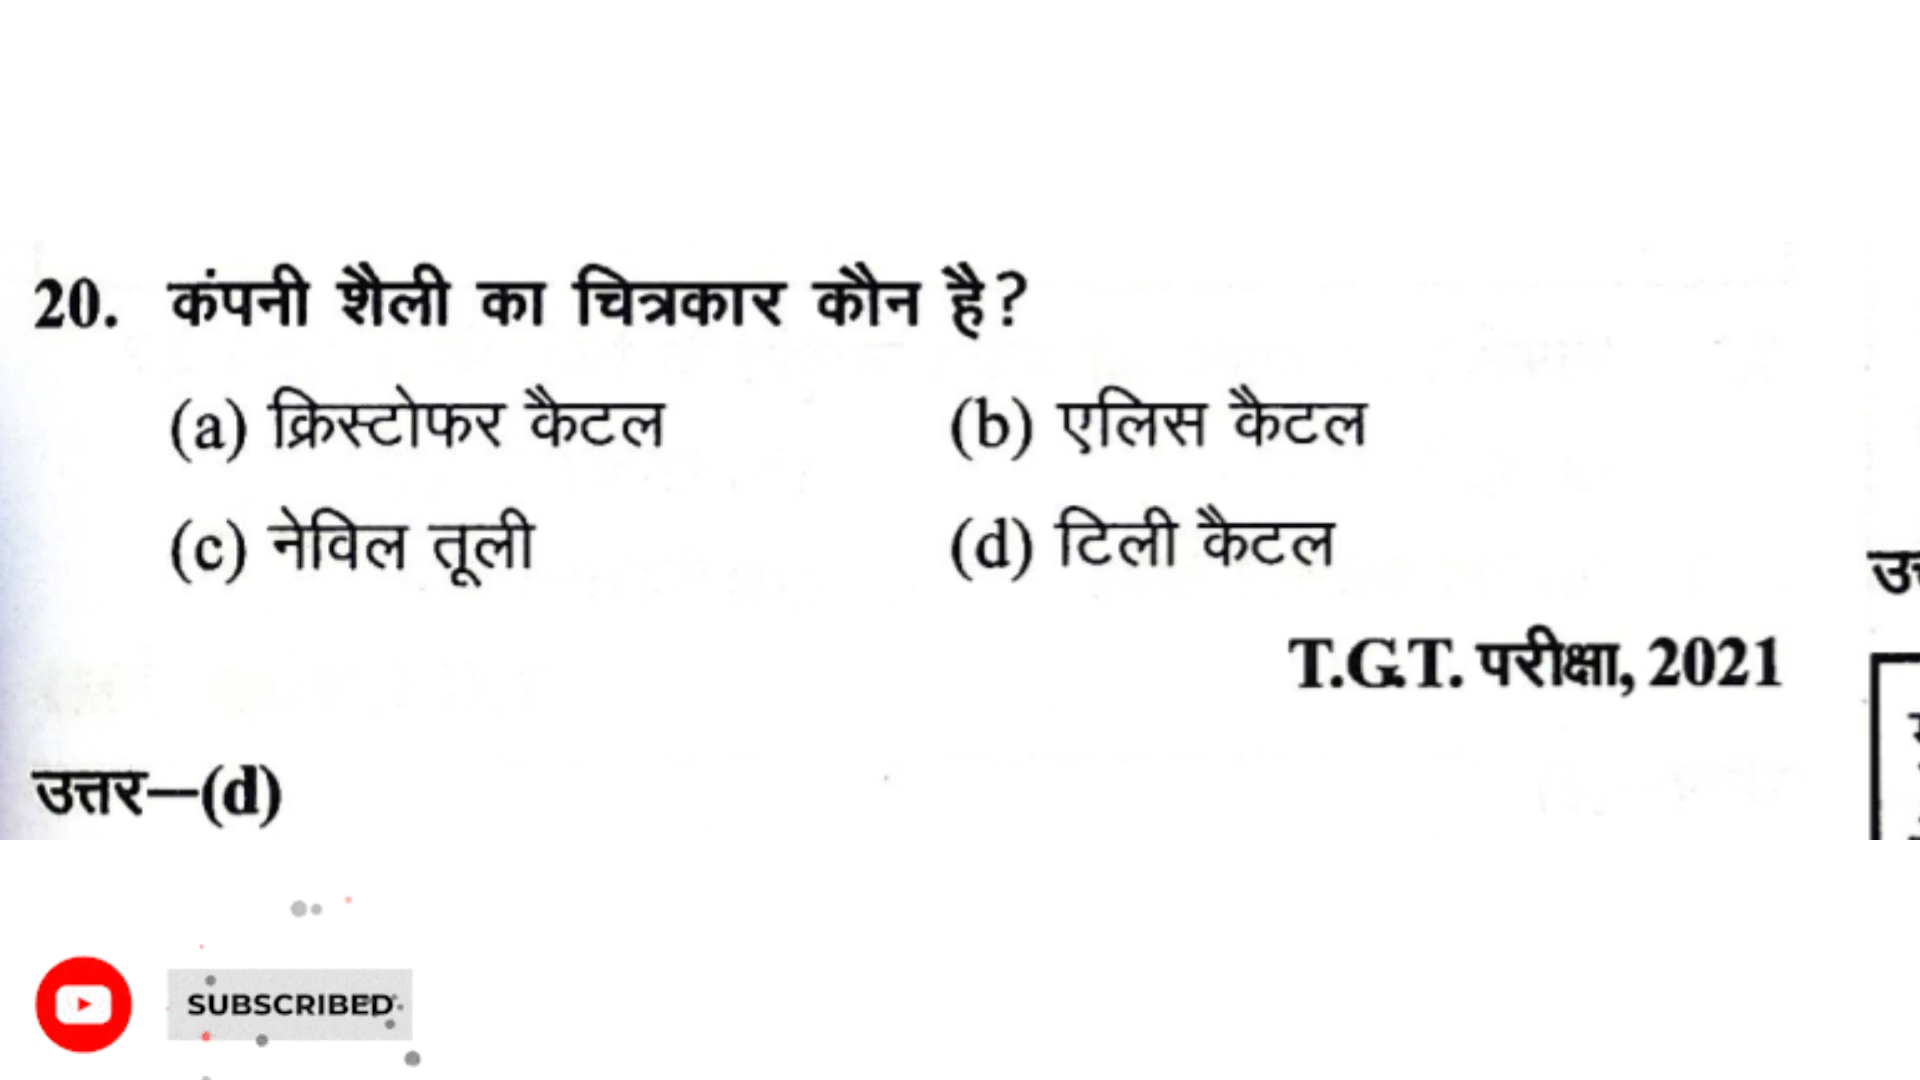 20. कंपनी शैली का चित्रकार कौन है?
(a) क्रिस्टोफर कैटल (b) एलिस कैटल
(c) नेविल तूली (d) टिली कैटल
T.G.T. परीक्षा, 2021
उत्तर—(d)
SUBSCRIBED